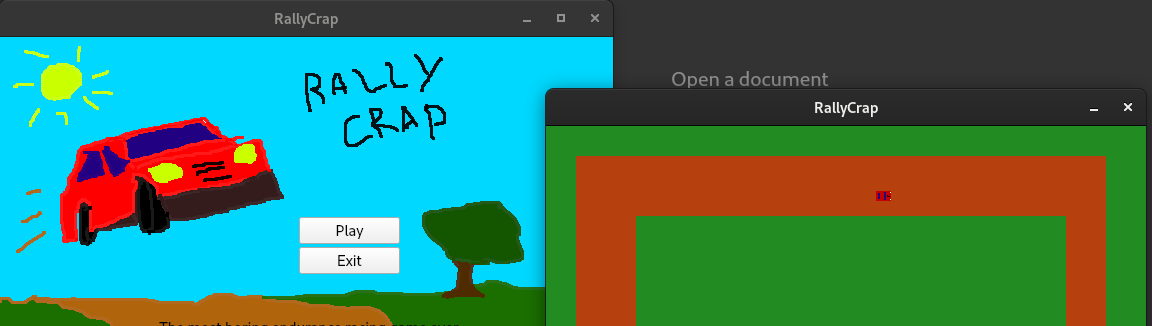 RallyCrap
RALLY
CRAP
Play
Exit
The most boring endurance racing game ever
Open a document
RallyCrap